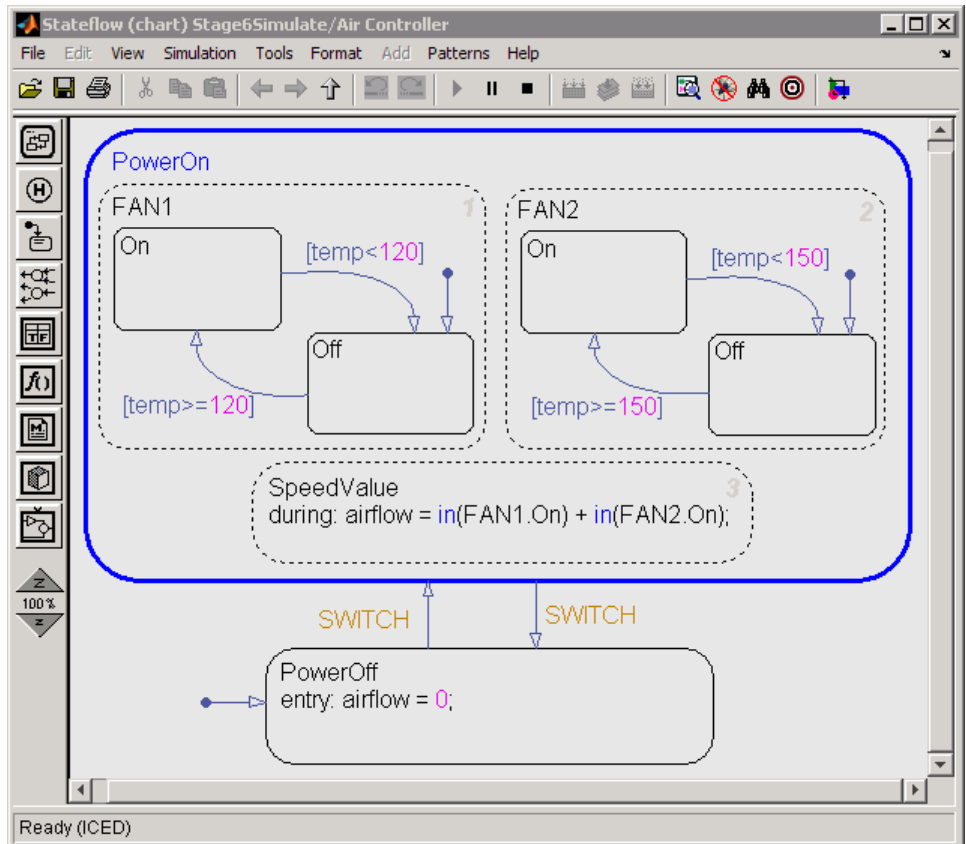 Stateflow (chart) Stage6Simulate/Air Controller
File Edit View Simulation Tools Format Add Patterns Help
PowerOn
FAN1
1
On
[temp<120]
Off
[temp>=120]
FAN2
2
On
[temp<150]
Off
[temp>=150]
SpeedValue
3
during: airflow = in(FAN1.On) + in(FAN2.On);
SWITCH
SWITCH
PowerOff
entry: airflow = 0;
H
TF
f()
M
Z
100%
z
Ready (ICED)